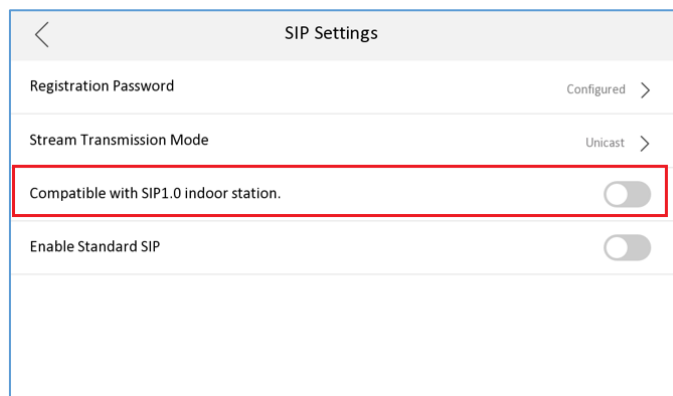 SIP Settings
Registration Password
Configured
Stream Transmission Mode
Unicast
Compatible with SIP1.0 indoor station.
Enable Standard SIP